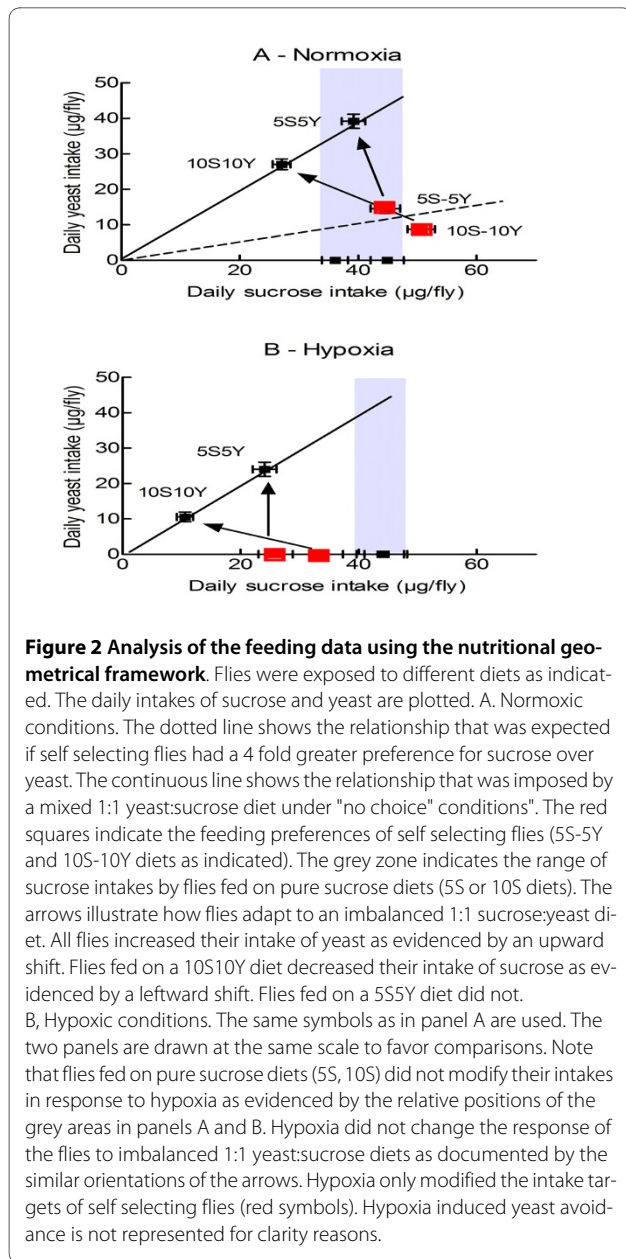 A - Normoxia
50
40
30
20
10
0
Daily yeast intake (µg/fly)
5S5Y
10S10Y
5S-5Y
10S-10Y
0
20
40
60
Daily sucrose intake (µg/fly)
B - Hypoxia
50
40
30
20
10
0
Daily yeast intake (µg/fly)
5S5Y
10S10Y
0
20
40
60
Daily sucrose intake (µg/fly)
Figure 2 Analysis of the feeding data using the nutritional geo-
metrical framework. Flies were exposed to different diets as indicat-
ed. The daily intakes of sucrose and yeast are plotted. A. Normoxic
conditions. The dotted line shows the relationship that was expected
if self selecting flies had a 4 fold greater preference for sucrose over
yeast. The continuous line shows the relationship that was imposed by
a mixed 1:1 yeast:sucrose diet under "no choice" conditions". The red
squares indicate the feeding preferences of self selecting flies (5S-5Y
and 10S-10Y diets as indicated). The grey zone indicates the range of
sucrose intakes by flies fed on pure sucrose diets (5S or 10S diets). The
arrows illustrate how flies adapt to an imbalanced 1:1 sucrose:yeast di-
et. All flies increased their intake of yeast as evidenced by an upward
shift. Flies fed on a 10S10Y diet decreased their intake of sucrose as ev-
idenced by a leftward shift. Flies fed on a 5S5Y diet did not.
B, Hypoxic conditions. The same symbols as in panel A are used. The
two panels are drawn at the same scale to favor comparisons. Note
that flies fed on pure sucrose diets (5S, 10S) did not modify their intakes
in response to hypoxia as evidenced by the relative positions of the
grey areas in panels A and B. Hypoxia did not change the response of
the flies to imbalanced 1:1 yeast:sucrose diets as documented by the
similar orientations of the arrows. Hypoxia only modified the intake tar-
gets of self selecting flies (red symbols). Hypoxia induced yeast avoid-
ance is not represented for clarity reasons.